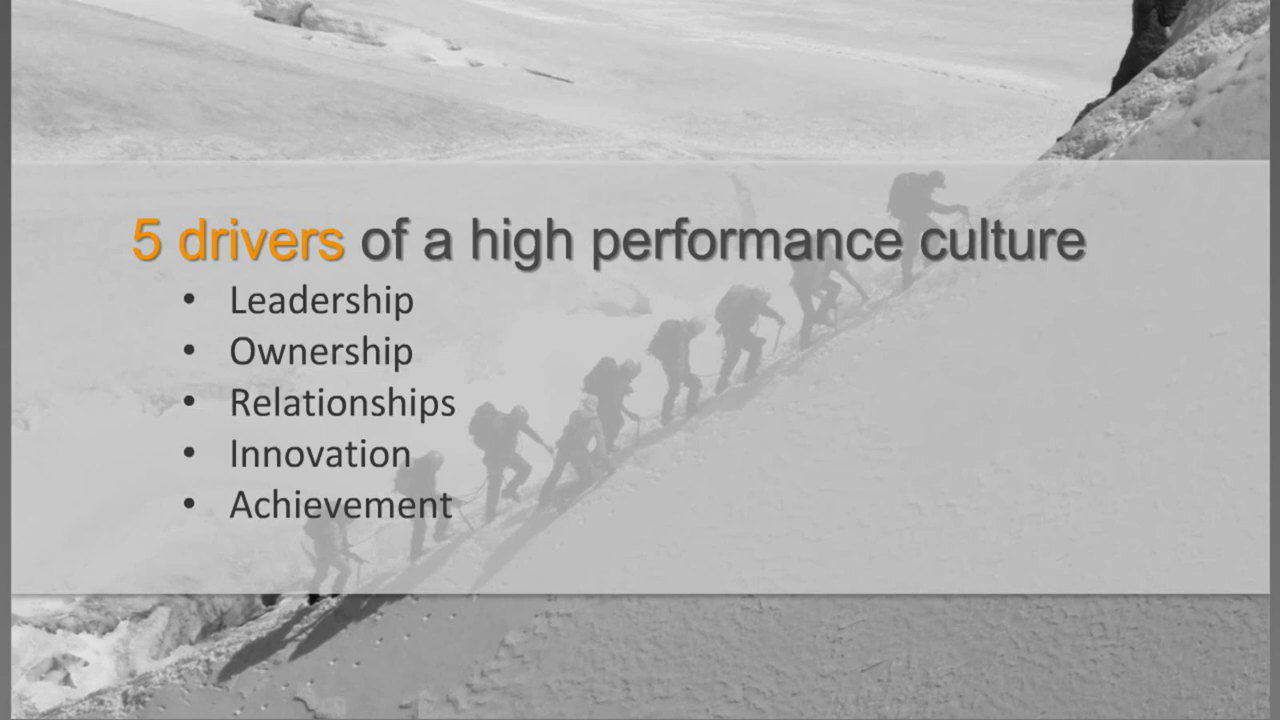 5 drivers of a high performance culture
• Leadership
• Ownership
• Relationships
• Innovation
• Achievement